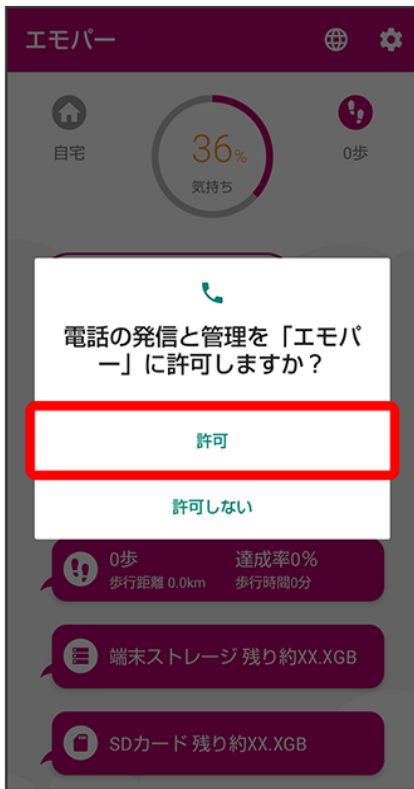 エモパー
自宅
36%
気持ち
0歩
電話の発信と管理を「エモパ
ー」に許可しますか？
許可
許可しない
0歩 達成率0%
歩行距離 0.0km 歩行時間0分
端末ストレージ 残り約XX.XGB
SDカード 残り約XX.XGB